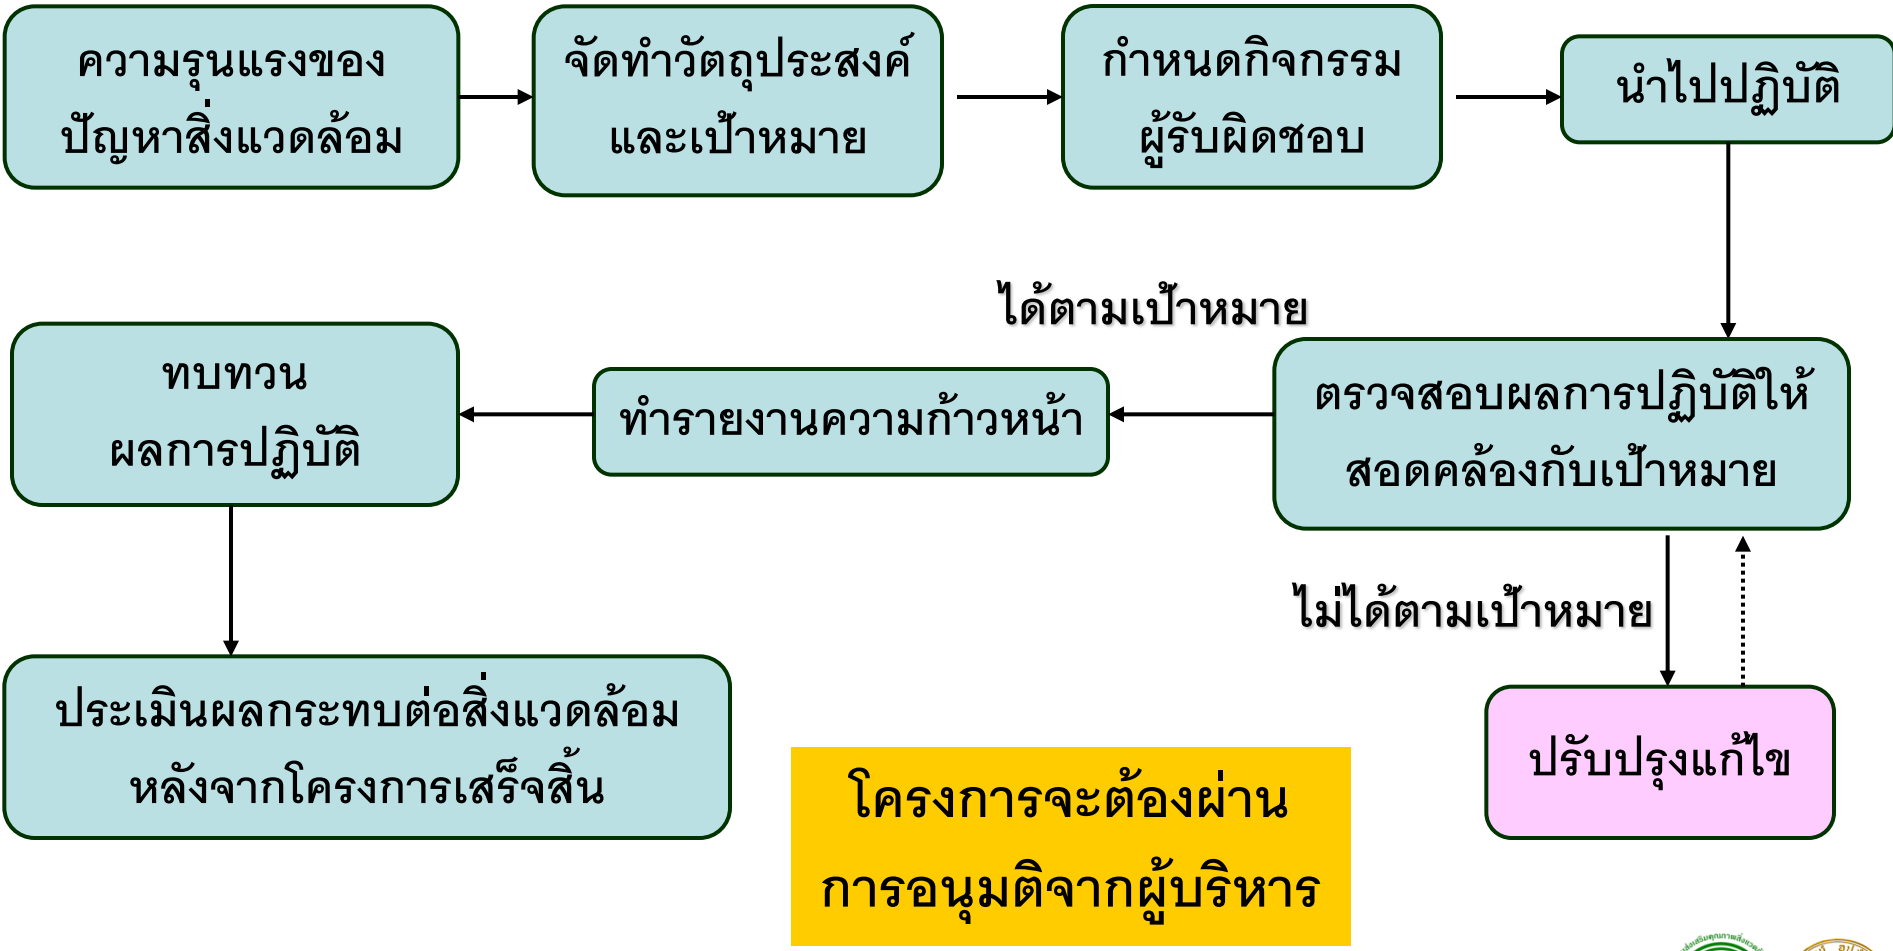 ความรุนแรงของ
ปัญหาสิ่งแวดล้อม
จัดทำวัตถุประสงค์
และเป้าหมาย
กำหนดกิจกรรม
ผู้รับผิดชอบ
นำไปปฏิบัติ
ได้ตามเป้าหมาย
ทบทวน
ผลการปฏิบัติ
ทำรายงานความก้าวหน้า
ตรวจสอบผลการปฏิบัติให้
สอดคล้องกับเป้าหมาย
ไม่ได้ตามเป้าหมาย
ประเมินผลกระทบต่อสิ่งแวดล้อม
หลังจากโครงการเสร็จสิ้น
ปรับปรุงแก้ไข
โครงการจะต้องผ่าน
การอนุมติจากผู้บริหาร